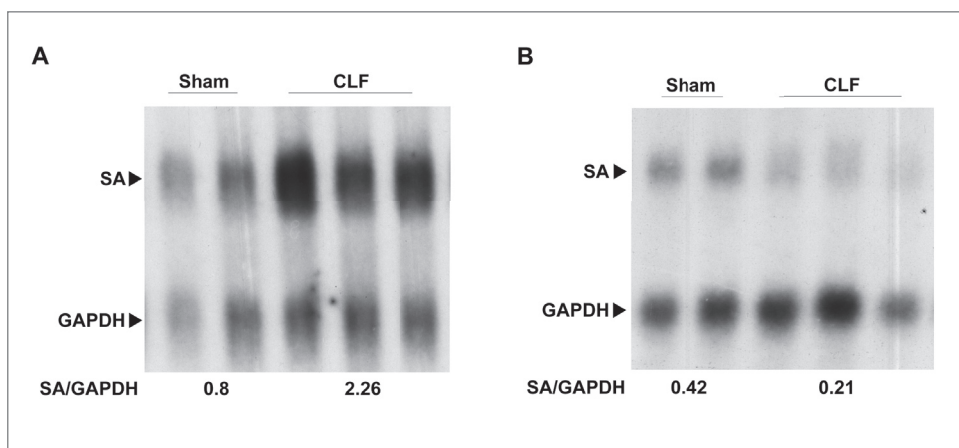 A
Sham CLF
SA
GAPDH
SA/GAPDH 0.8 2.26
B
Sham CLF
SA
GAPDH
SA/GAPDH 0.42 0.21